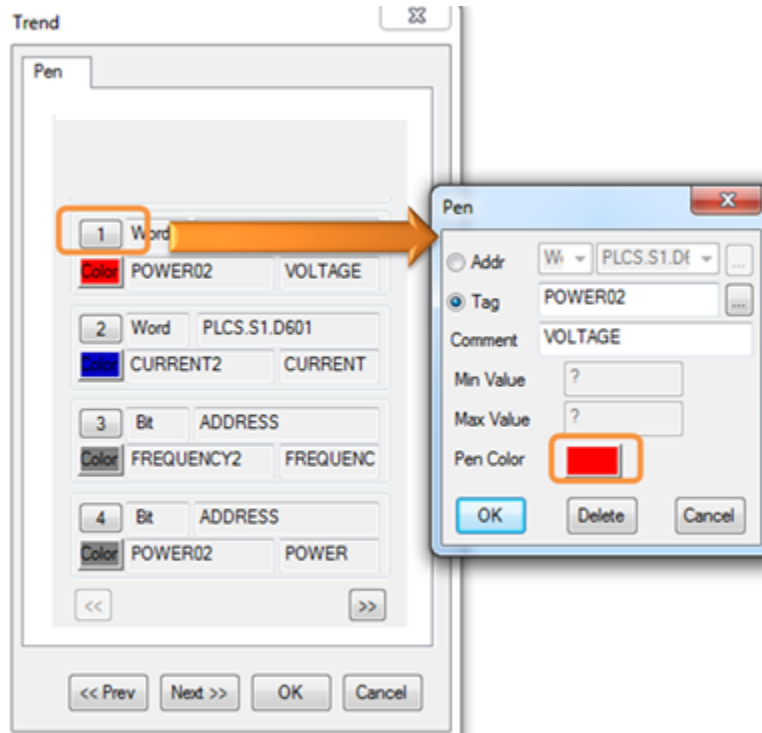 Trend
Pen
1 Word
Color POWER02 VOLTAGE
2 Word PLCS.S1.D601
Color CURRENT2 CURRENT
3 Bit ADDRESS
Color FREQUENCY2 FREQUENC
4 Bit ADDRESS
Color POWER02 POWER
<< >>
<< Prev Next >> OK Cancel
Pen
Addr PLCS.S1.D ...
Tag POWER02 ...
Comment VOLTAGE
Min Value ?
Max Value ?
Pen Color
OK Delete Cancel